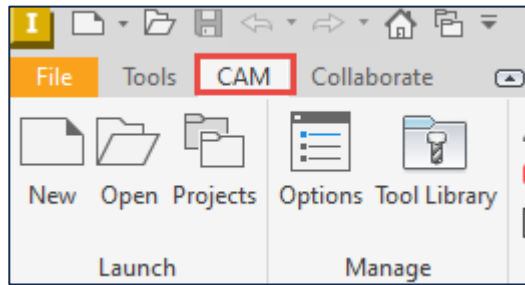 I
File Tools CAM Collaborate
New Open Projects Options Tool Library
Launch Manage